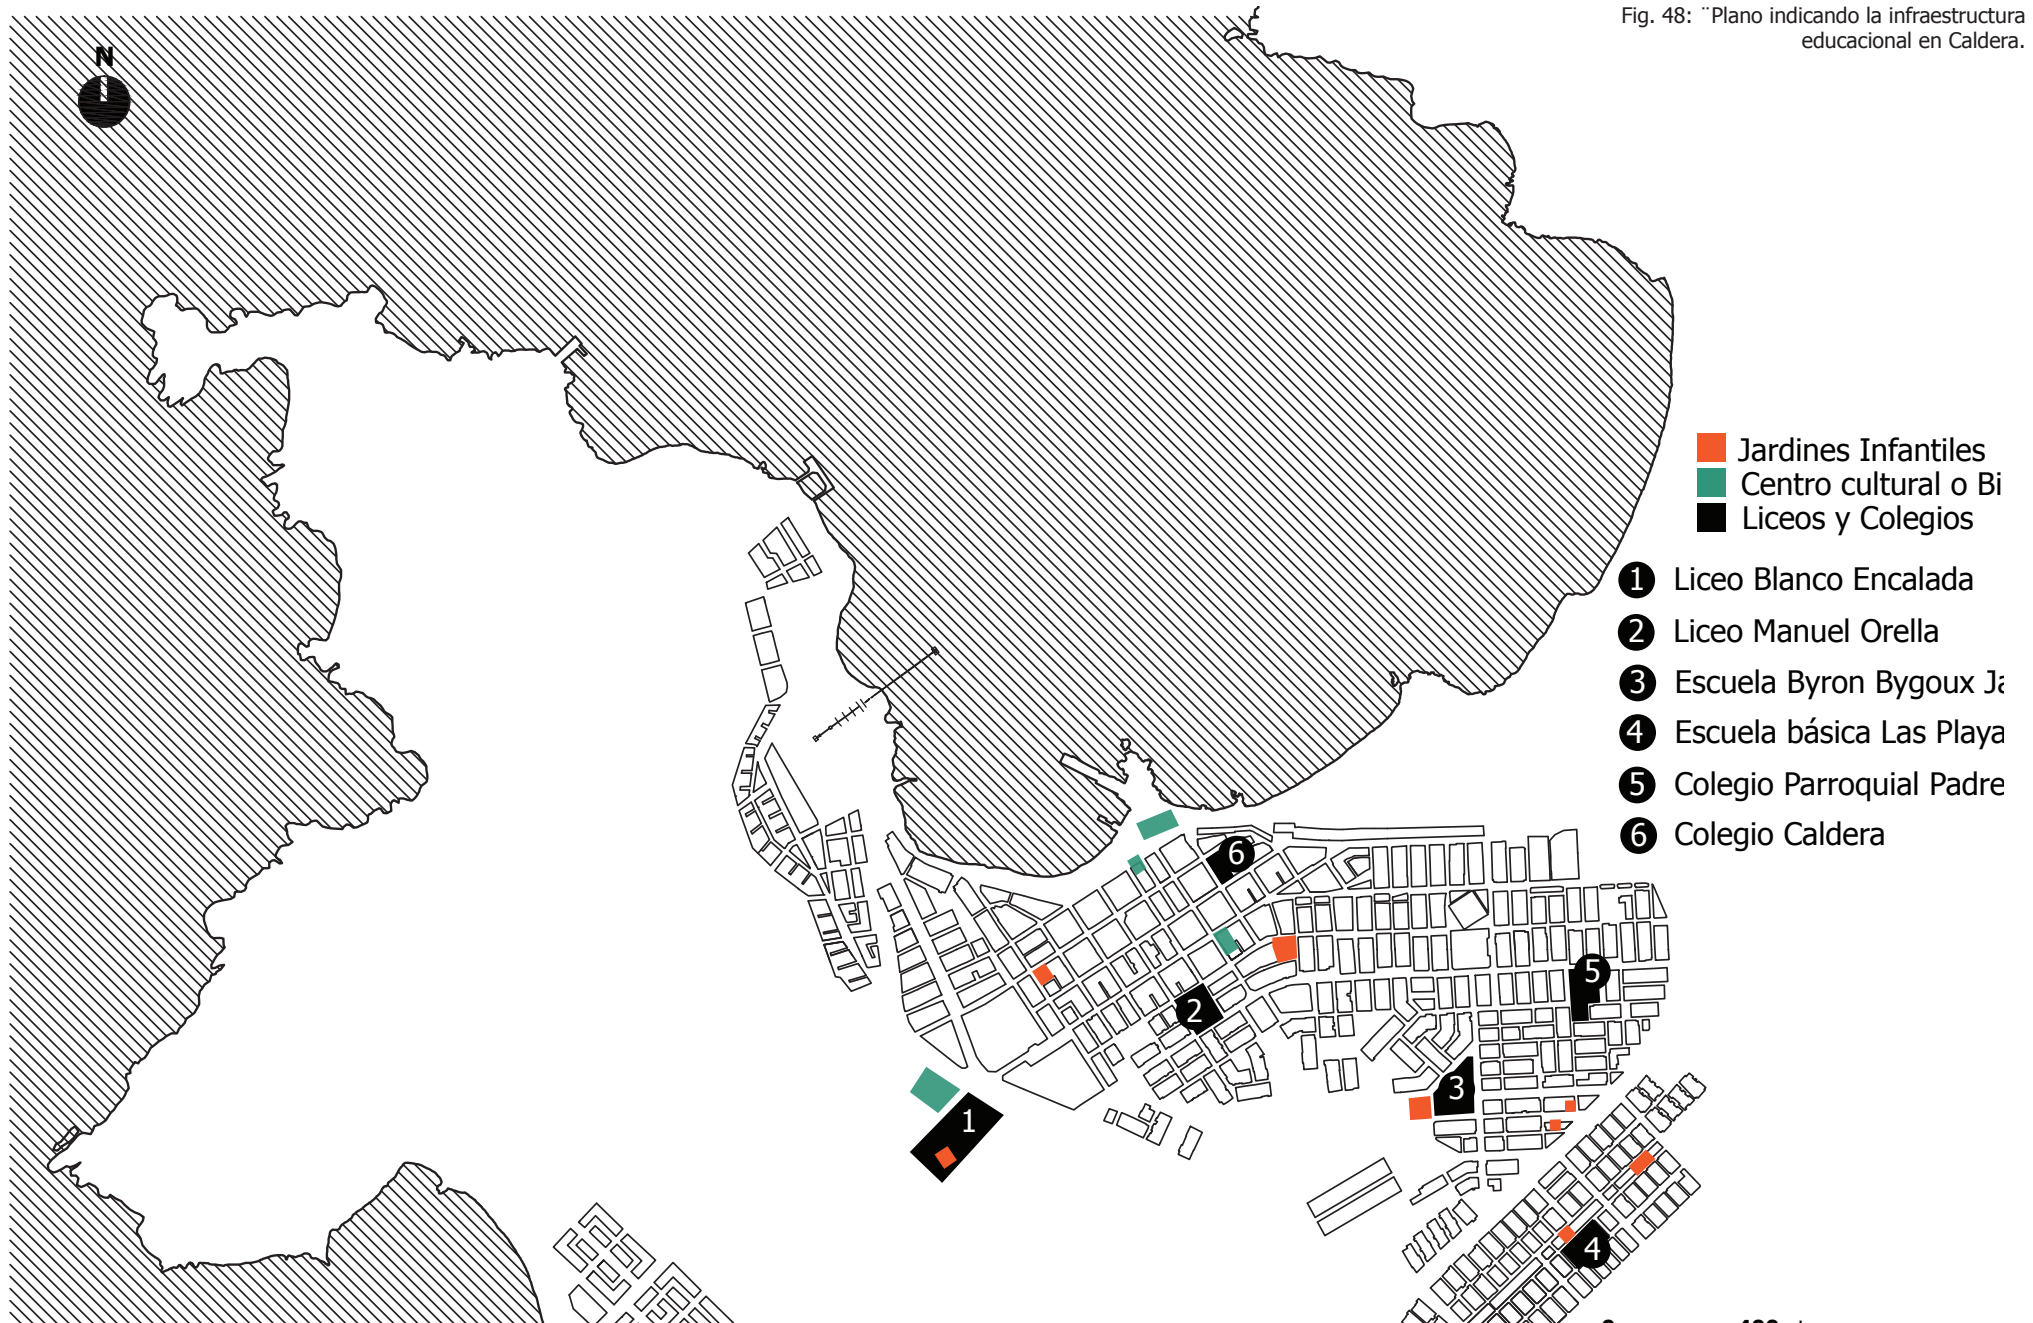 Fig. 48: ¨Plano indicando la infraestructura
educacional en Caldera.
N
Jardines Infantiles
Centro cultural o Bi
Liceos y Colegios
1 Liceo Blanco Encalada
2 Liceo Manuel Orella
3 Escuela Byron Bygoux Ja
4 Escuela básica Las Playa
5 Colegio Parroquial Padre
6 Colegio Caldera
6
5
2
3
1
4